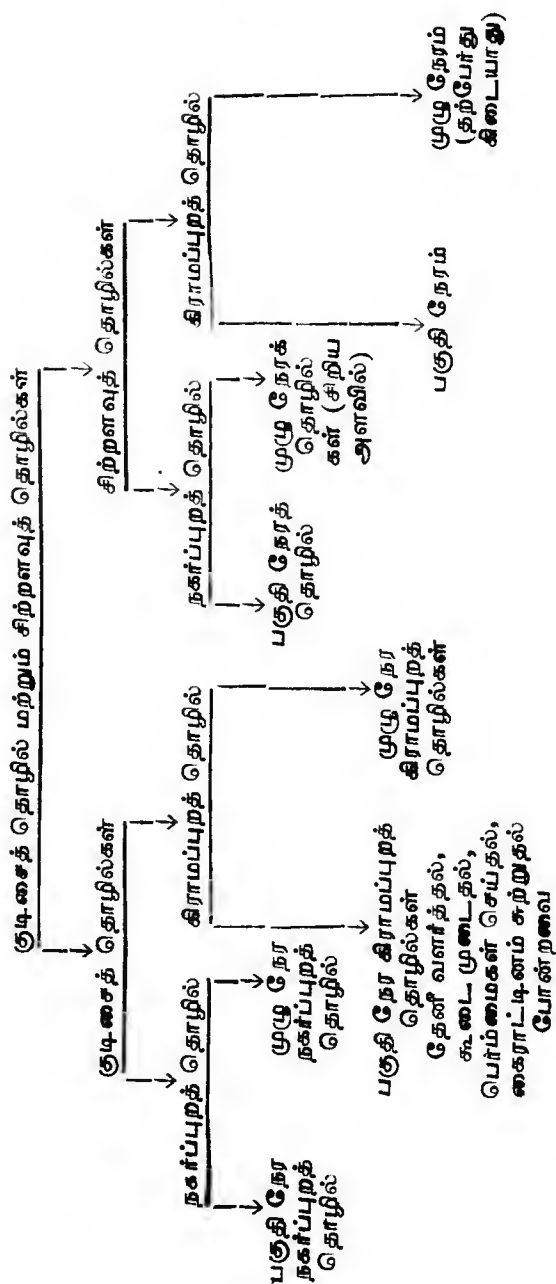 குடிசைத் தொழில் மற்றும் சிற்றளவுத் தொழில்கள்
குடிசைத் தொழில்கள்
சிற்றளவுத் தொழில்கள்
நகர்ப்புறத் தொழில்
கிராமப்புறத் தொழில்
நகர்ப்புறத் தொழில்
கிராமப்புறத் தொழில்
பகுதி நேர
நகர்ப்புறத்
தொழில்
முழு நேர
நகர்ப்புறத்
தொழில்
பகுதி நேர கிராமப்புறத்
தொழில்கள்
தேனீ வளர்த்தல்,
கூடை முடைதல்,
பொம்மைகள் செய்தல்,
கைராட்டினம் சுற்றுதல்
போன்றவை
முழு நேர
கிராமப்புறத்
தொழில்கள்
பகுதி நேரத்
தொழில்
முழு நேரக்
தொழில்
கள் (சிறிய
அளவில்)
பகுதி நேரம்
முழு நேரம்
(தற்போது
கிடையாது)